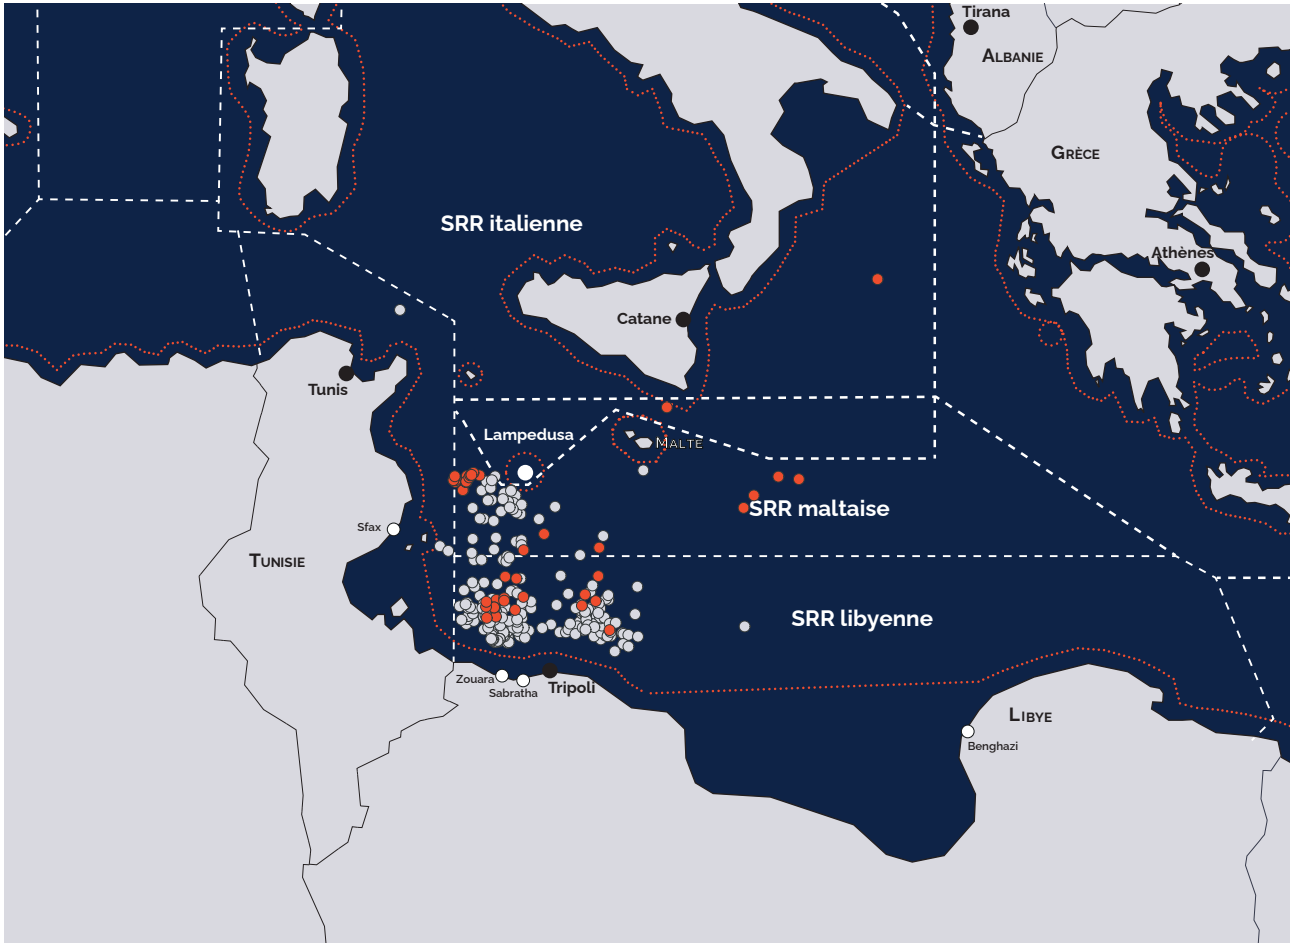 Tirana
ALBANIE
GRÈCE
SRR italienne
Athènes
Catane
Tunis
Lampedusa
MALTE
SRR maltaise
Sfax
TUNISIE
SRR libyenne
Zouara
Sabratha
Tripoli
LIBYE
Benghazi